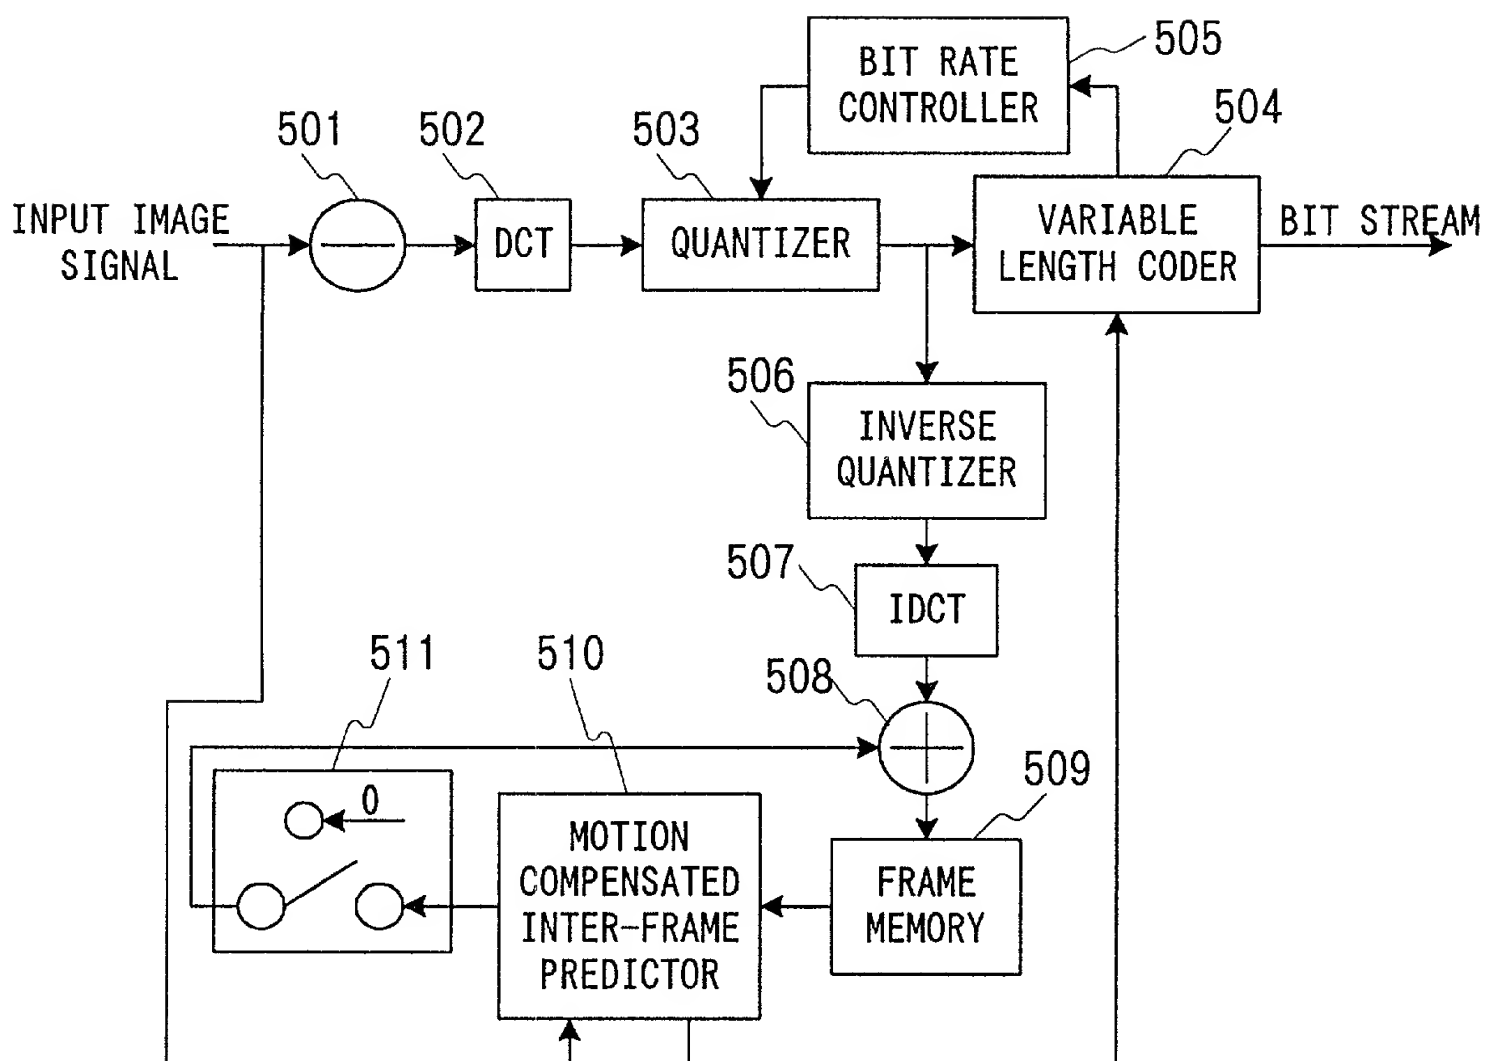 505
BIT RATE
CONTROLLER
504
501
502
503
INPUT IMAGE
SIGNAL
DCT
QUANTIZER
VARIABLE
LENGTH CODER
BIT STREAM
506
INVERSE
QUANTIZER
507
IDCT
511
510
508
509
0
MOTION
COMPENSATED
INTER-FRAME
PREDICTOR
FRAME
MEMORY